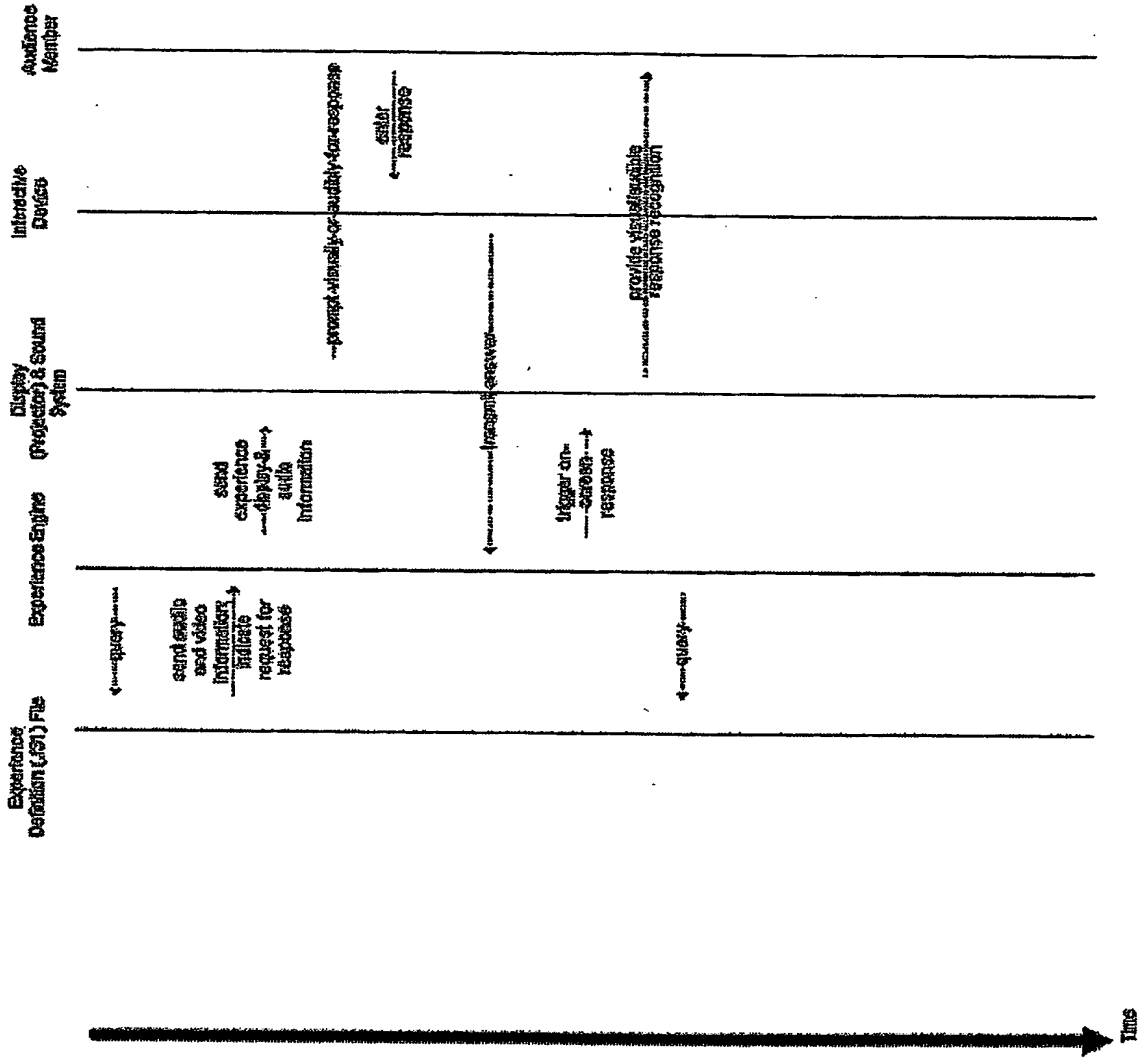 Experience
Definition (.f91) File
Experience Engine
Display
(Projector) & Sound
System
Interactive
Device
Audience
Member
query
send audio
and video
information;
indicate
request for
response
send
experience
display &
audio
information
prompt visually or audibly for response
enter
response
transmit answer
trigger on-
screen
response
provide visual/audible
response recognition
query
Time